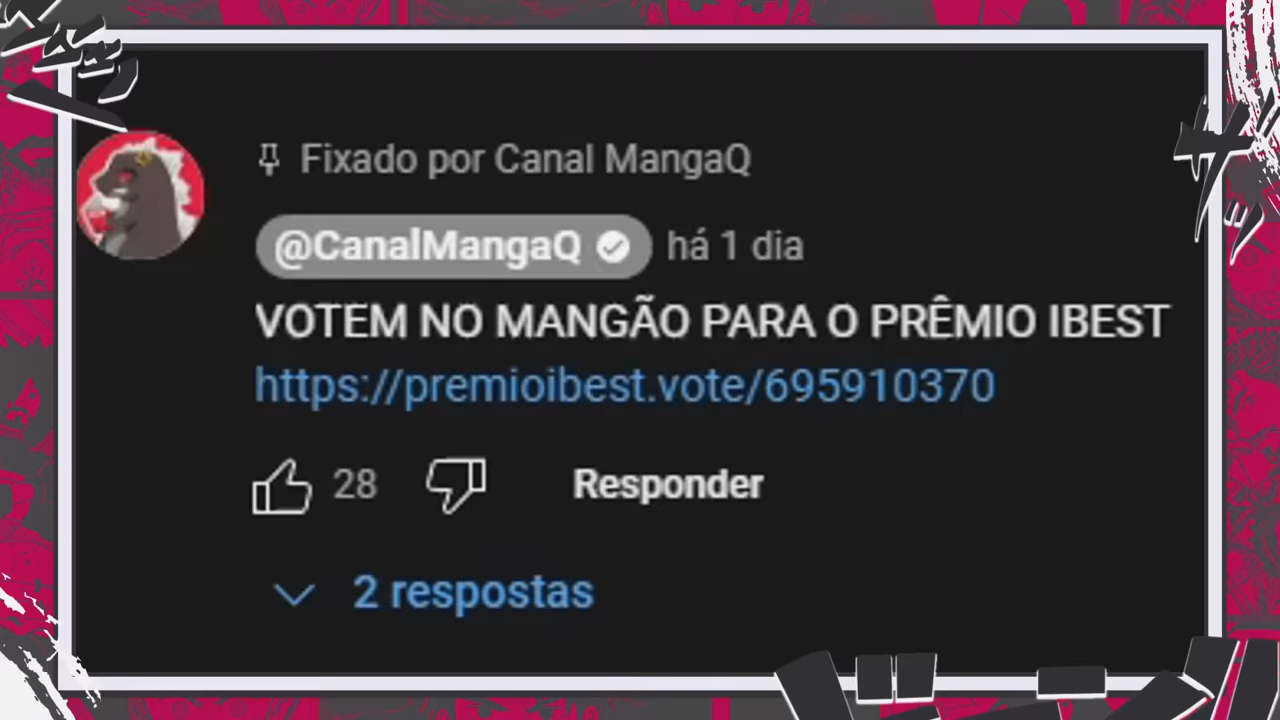 Fixado por Canal MangaQ
@CanalMangaQ há 1 dia
VOTEM NO MANGÃO PARA O PRÊMIO IBEST
https://premioibest.vote/695910370
28 Responder
2 respostas